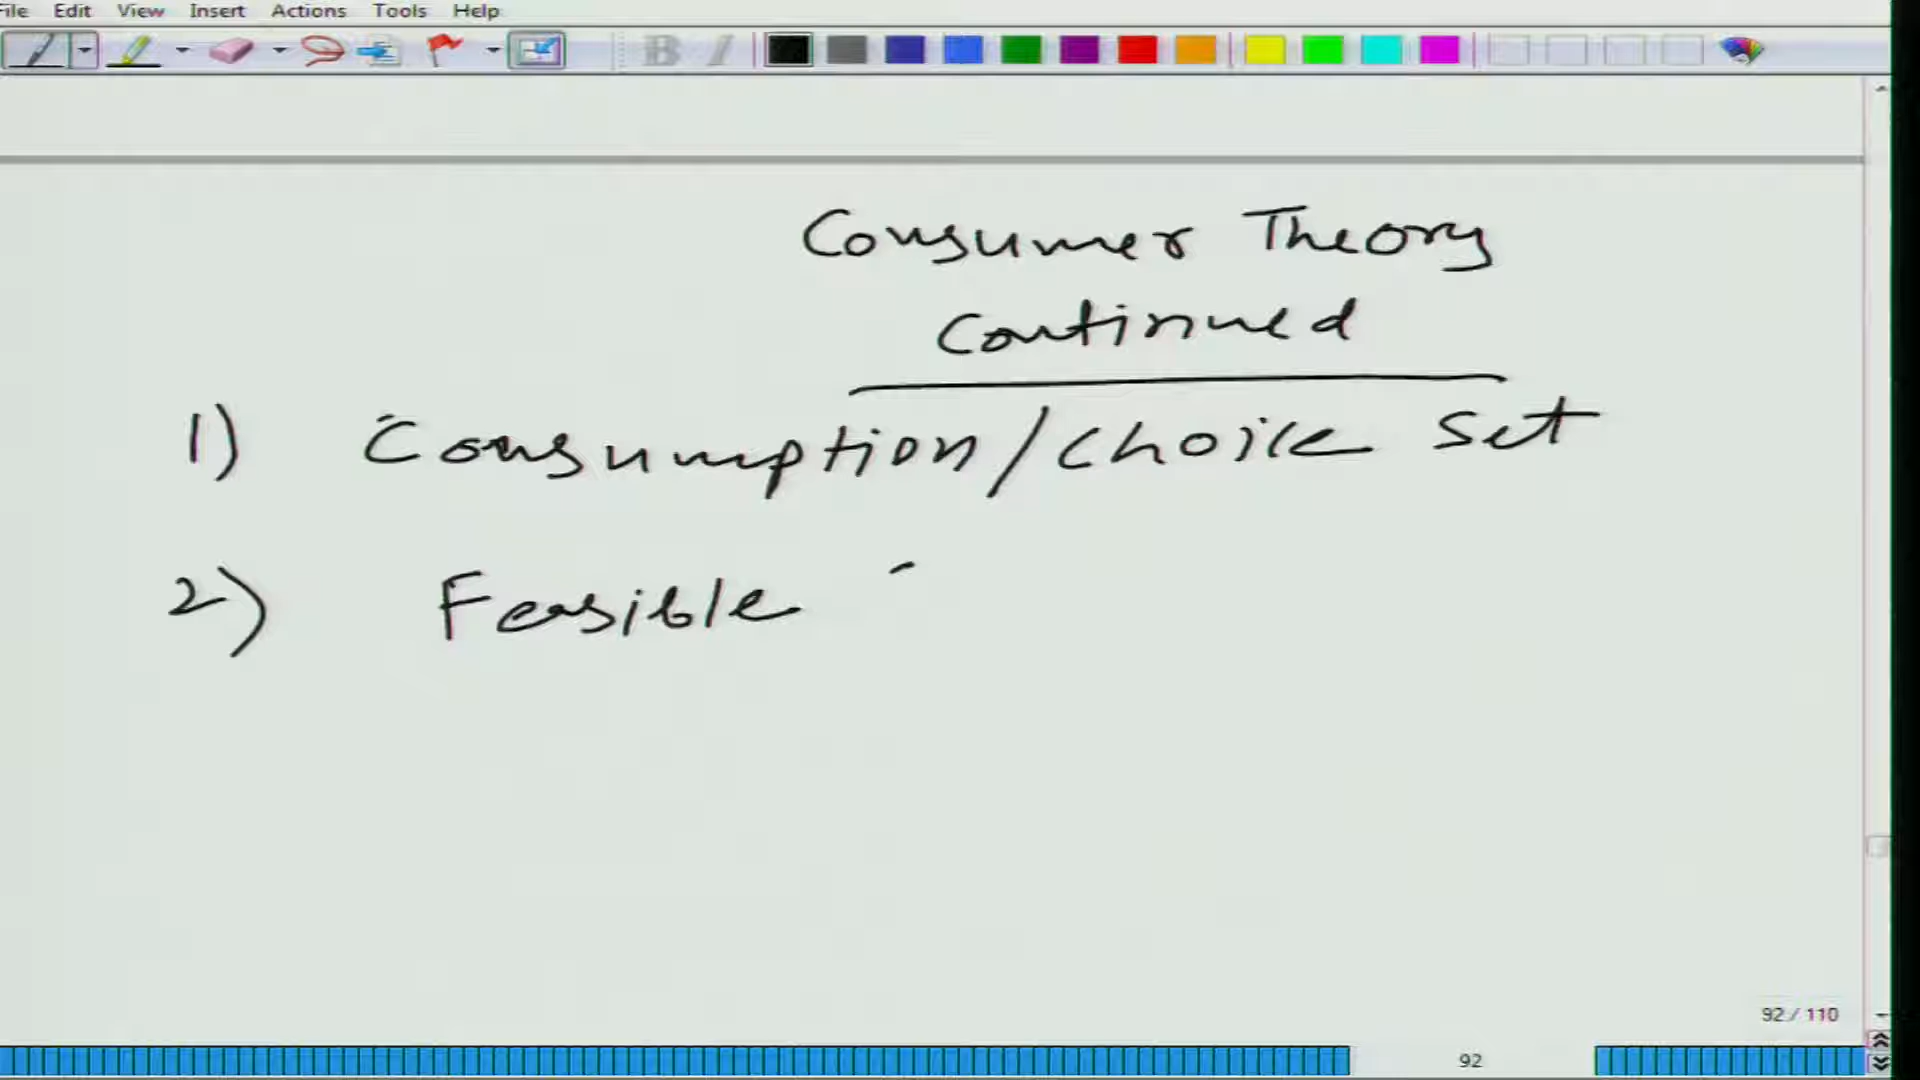 File Edit View Insert Actions Tools Help
B I
Consumer Theory
Continued
1) Consumption/Choice Set
2) Feasible
92 / 110
92